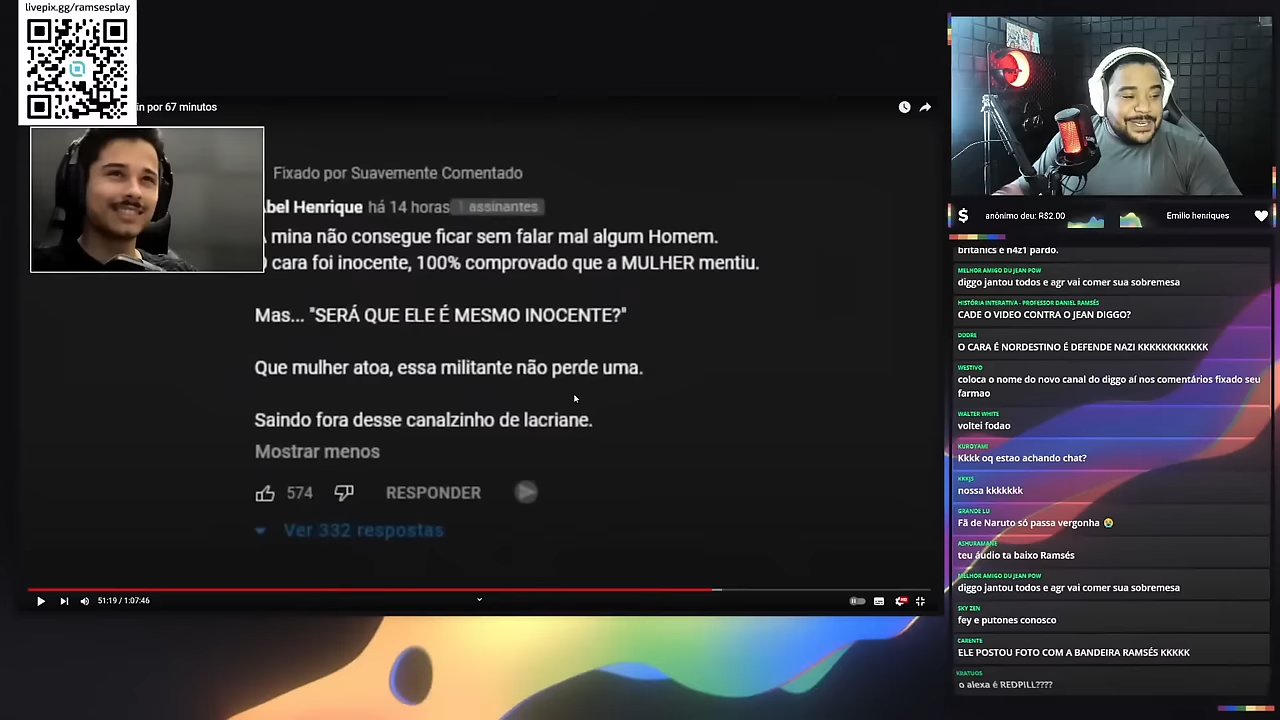 livepix.gg/ramsesplay
in por 67 minutos
Fixado por Suavemente Comentado
bel Henrique há 14 horas 1 assinantes
mina não consegue ficar sem falar mal algum Homem.
cara foi inocente, 100% comprovado que a MULHER mentiu.
Mas... "SERÁ QUE ELE É MESMO INOCENTE?"
Que mulher atoa, essa militante não perde uma.
Saindo fora desse canalzinho de lacriane.
Mostrar menos
574 RESPONDER
Ver 332 respostas
51:19 / 1:07:46
$ anônimo deu: R$2.00 Emilio henriques
britanics e n4z1 pardo.
MELHOR AMIGO DU JEAN POW
diggo jantou todos e agr vai comer sua sobremesa
HISTÓRIA INTERATIVA - PROFESSOR DANIEL RAMSÉS
CADE O VIDEO CONTRA O JEAN DIGGO?
DODRE
O CARA É NORDESTINO É DEFENDE NAZI KKKKKKKKKKK
WESTIVO
coloca o nome do novo canal do diggo aí nos comentários fixado seu
farmao
WALTER WHITE
voltei fodao
KUROYAMI
Kkkk oq estao achando chat?
KKKJS
nossa kkkkkkk
GRANDE LU
Fã de Naruto só passa vergonha 😭
ASHURAMANE
teu áudio ta baixo Ramsés
MELHOR AMIGO DU JEAN POW
diggo jantou todos e agr vai comer sua sobremesa
SKY ZEN
fey e putones conosco
CARENTE
ELE POSTOU FOTO COM A BANDEIRA RAMSÉS KKKKK
KRATUOS
o alexa é REDPILL????